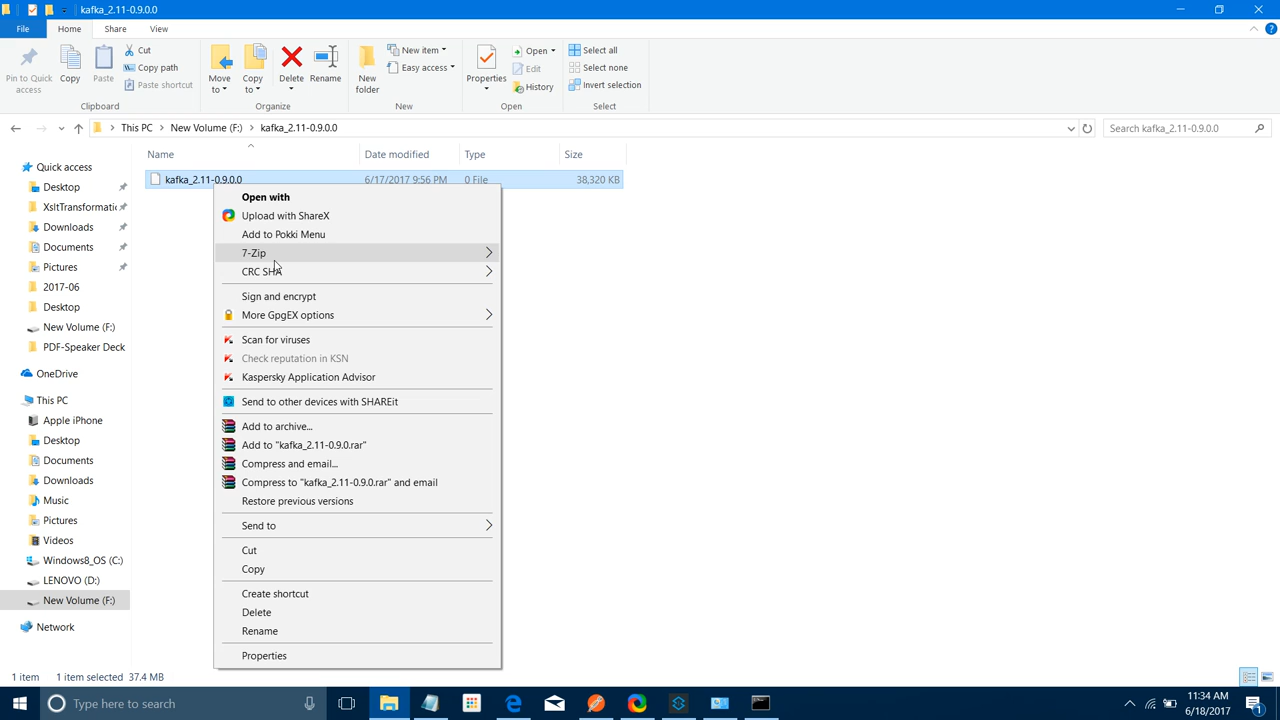 kafka_2.11-0.9.0.0
File
Home
Share
View
Pin to Quick access
Copy
Paste
Cut
Copy path
Paste shortcut
Clipboard
Move to
Copy to
Delete
Rename
Organize
New folder
New item
Easy access
New
Properties
Open
Edit
History
Open
Select all
Select none
Invert selection
Select
This PC
New Volume (F:)
kafka_2.11-0.9.0.0
Search kafka_2.11-0.9.0.0
Name
Date modified
Type
Size
kafka_2.11-0.9.0.0
6/17/2017 9:56 PM
0 File
38,320 KB
Quick access
Desktop
XsltTransformati
Downloads
Documents
Pictures
2017-06
Desktop
New Volume (F:)
PDF-Speaker Deck
OneDrive
This PC
Apple iPhone
Desktop
Documents
Downloads
Music
Pictures
Videos
Windows8_OS (C:)
LENOVO (D:)
New Volume (F:)
Network
Open with
Upload with ShareX
Add to Pokki Menu
7-Zip
CRC SHA
Sign and encrypt
More GpgEX options
Scan for viruses
Check reputation in KSN
Kaspersky Application Advisor
Send to other devices with SHAREit
Add to archive...
Add to "kafka_2.11-0.9.0.rar"
Compress and email...
Compress to "kafka_2.11-0.9.0.rar" and email
Restore previous versions
Send to
Cut
Copy
Create shortcut
Delete
Rename
Properties
1 item
1 item selected 37.4 MB
Type here to search
11:34 AM
6/18/2017
1